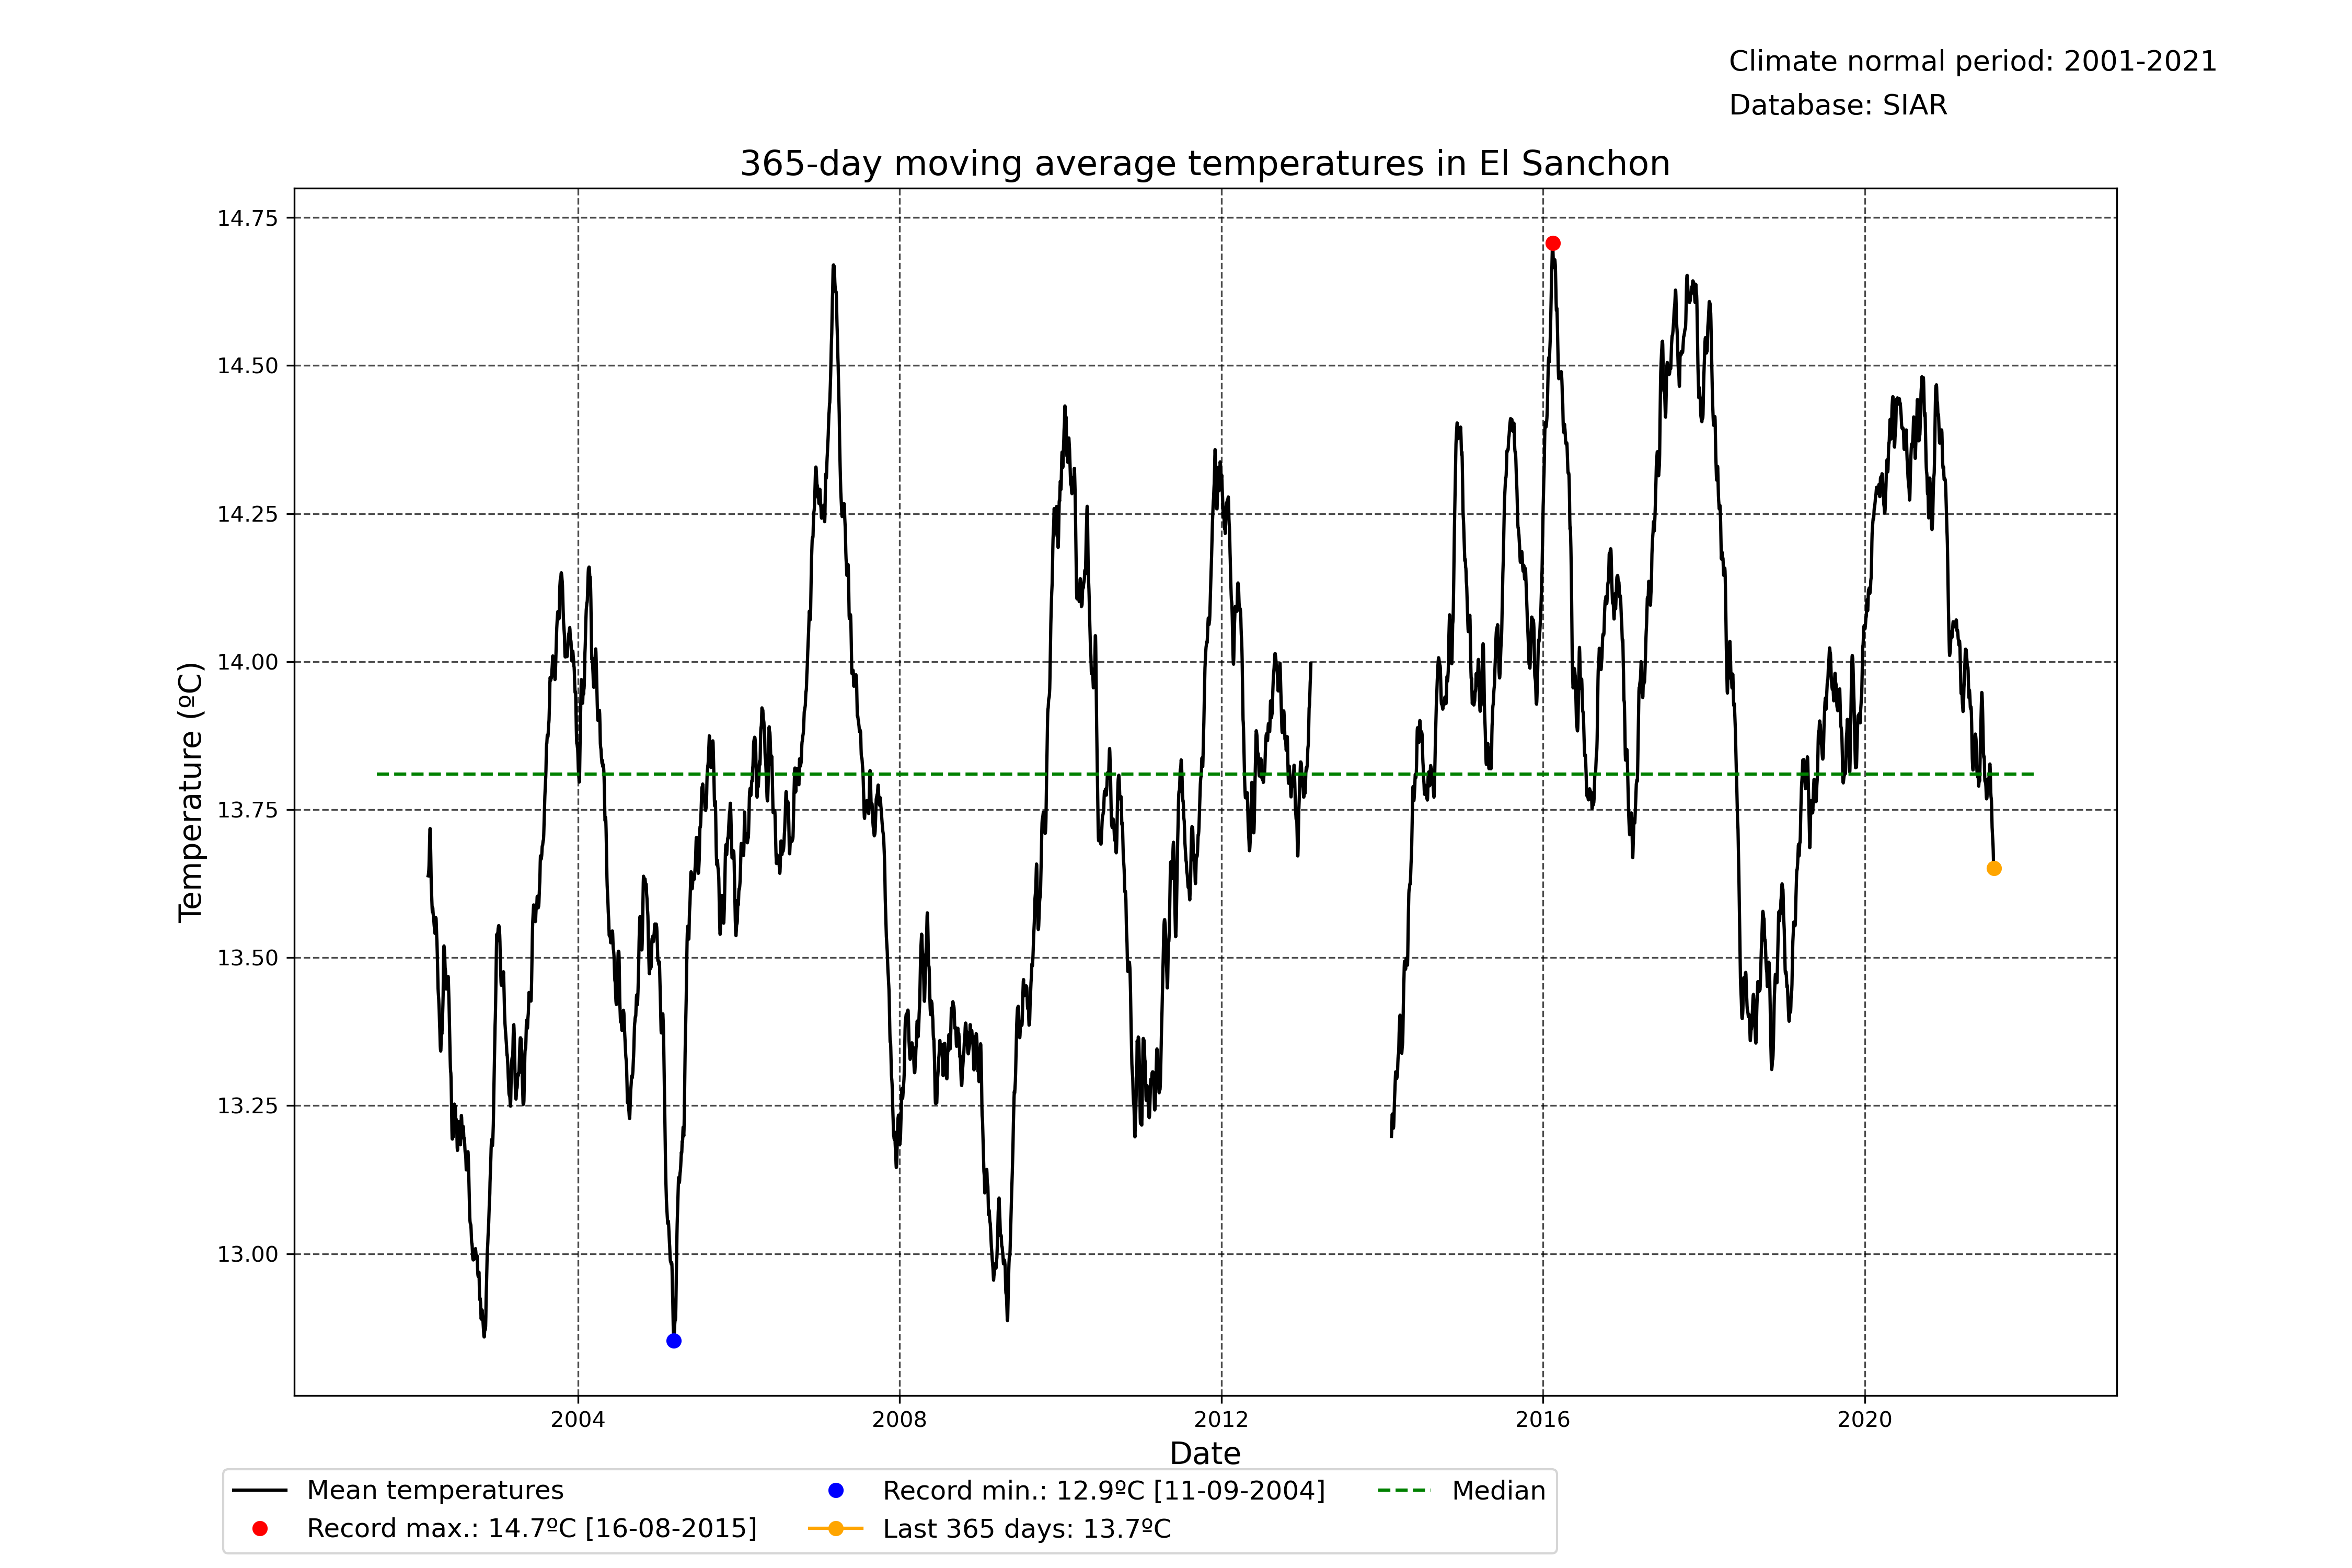 Climate normal period: 2001-2021
Database: SIAR
365-day moving average temperatures in El Sanchon
Temperature (ºC)
14.75
14.50
14.25
14.00
13.75
13.50
13.25
13.00
2004
2008
2012
2016
2020
Date
Mean temperatures
Record max.: 14.7ºC [16-08-2015]
Record min.: 12.9ºC [11-09-2004]
Last 365 days: 13.7ºC
Median